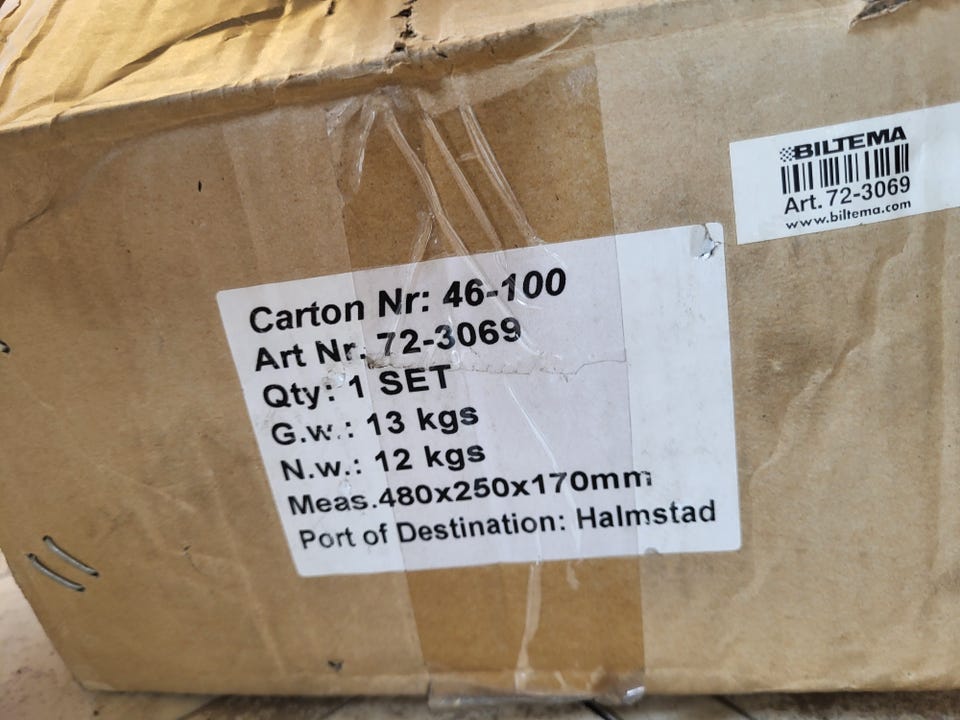 BILTEMA
Art. 72-3069
www.biltema.com
Carton Nr: 46-100
Art Nr. 72-3069
Qty: 1 SET
G.w.: 13 kgs
N.w.: 12 kgs
Meas.480x250x170mm
Port of Destination: Halmstad